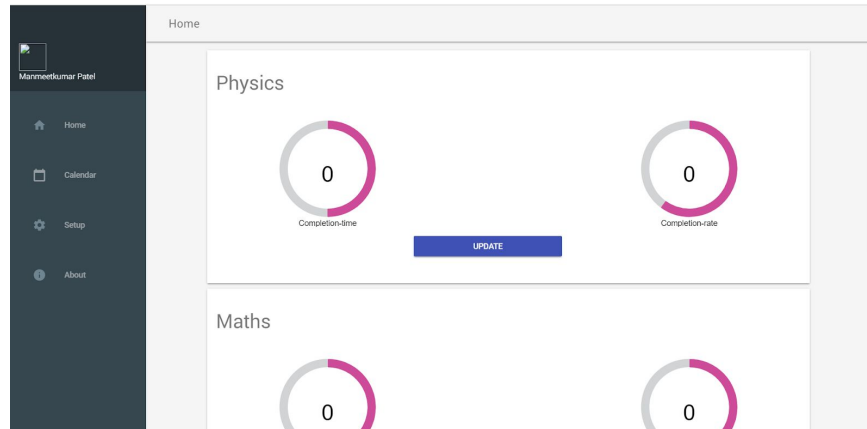 Home
Manmeetkumar Patel
Home
Calendar
Setup
About
Physics
0
0
Completion-time
Completion-rate
UPDATE
Maths
0
0